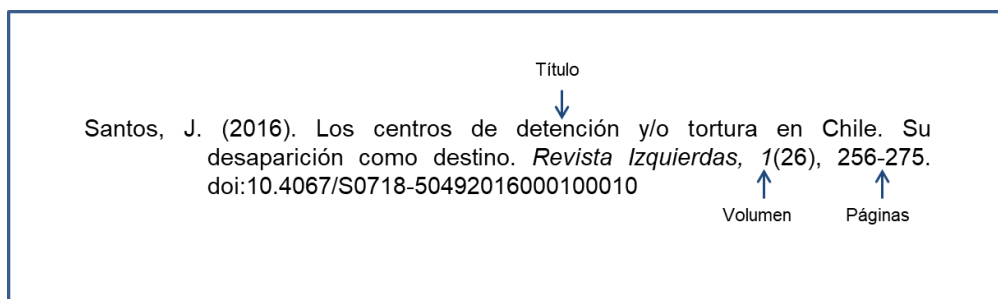 Título
Santos, J. (2016). Los centros de detención y/o tortura en Chile. Su
desaparición como destino. Revista Izquierdas, 1(26), 256-275.
doi:10.4067/S0718-50492016000100010
Volumen Páginas